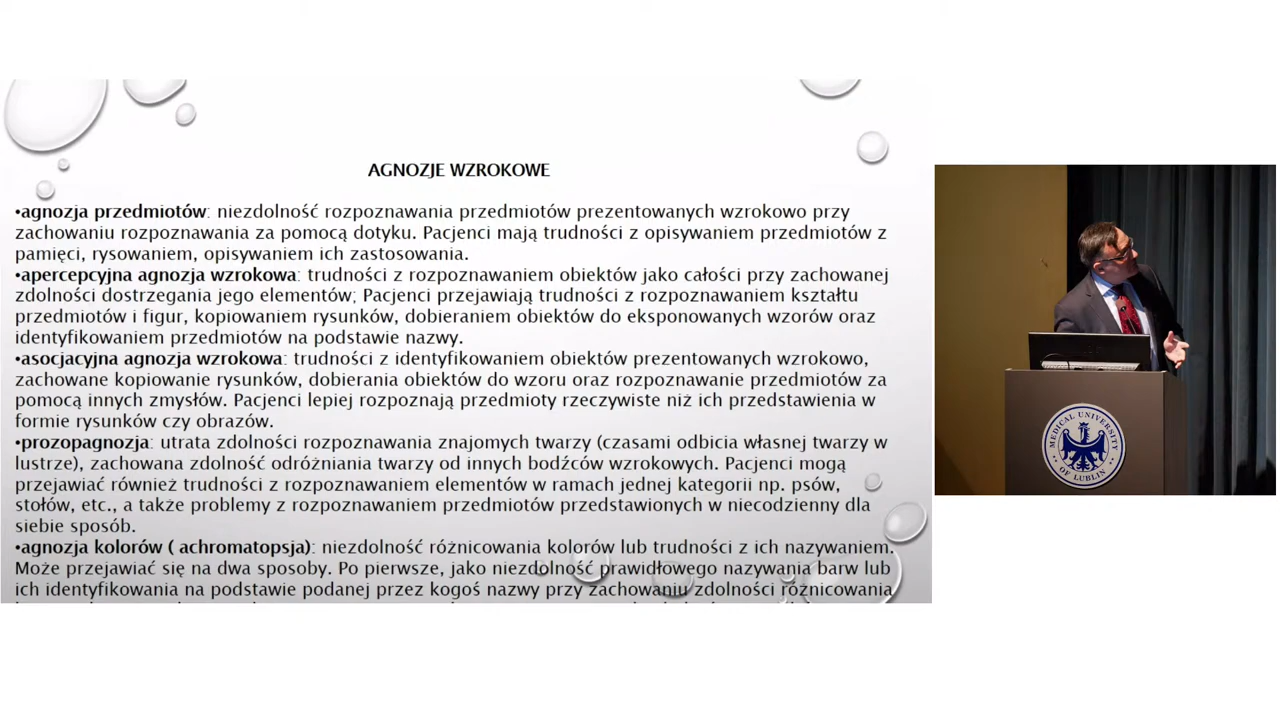 AGNOZJE WZROKOWE
•agnozja przedmiotów: niezdolność rozpoznawania przedmiotów prezentowanych wzrokowo przy
zachowaniu rozpoznawania za pomocą dotyku. Pacjenci mają trudności z opisywaniem przedmiotów z
pamięci, rysowaniem, opisywaniem ich zastosowania.
•apercepcyjna agnozja wzrokowa: trudności z rozpoznawaniem obiektów jako całości przy zachowanej
zdolności dostrzegania jego elementów; Pacjenci przejawiają trudności z rozpoznawaniem kształtu
przedmiotów i figur, kopiowaniem rysunków, dobieraniem obiektów do eksponowanych wzorów oraz
identyfikowaniem przedmiotów na podstawie nazwy.
•asocjacyjna agnozja wzrokowa: trudności z identyfikowaniem obiektów prezentowanych wzrokowo,
zachowane kopiowanie rysunków, dobierania obiektów do wzoru oraz rozpoznawanie przedmiotów za
pomocą innych zmysłów. Pacjenci lepiej rozpoznają przedmioty rzeczywiste niż ich przedstawienia w
formie rysunków czy obrazów.
•prozopagnozja: utrata zdolności rozpoznawania znajomych twarzy (czasami odbicia własnej twarzy w
lustrze), zachowana zdolność odróżniania twarzy od innych bodźców wzrokowych. Pacjenci mogą
przejawiać również trudności z rozpoznawaniem elementów w ramach jednej kategorii np. psów,
stołów, etc., a także problemy z rozpoznawaniem przedmiotów przedstawionych w niecodzienny dla
siebie sposób.
•agnozja kolorów ( achromatopsja): niezdolność różnicowania kolorów lub trudności z ich nazywaniem.
Może przejawiać się na dwa sposoby. Po pierwsze, jako niezdolność prawidłowego nazywania barw lub
ich identyfikowania na podstawie podanej przez kogoś nazwy przy zachowaniu zdolności różnicowania
MEDICAL UNIVERSITY
OF LUBLIN